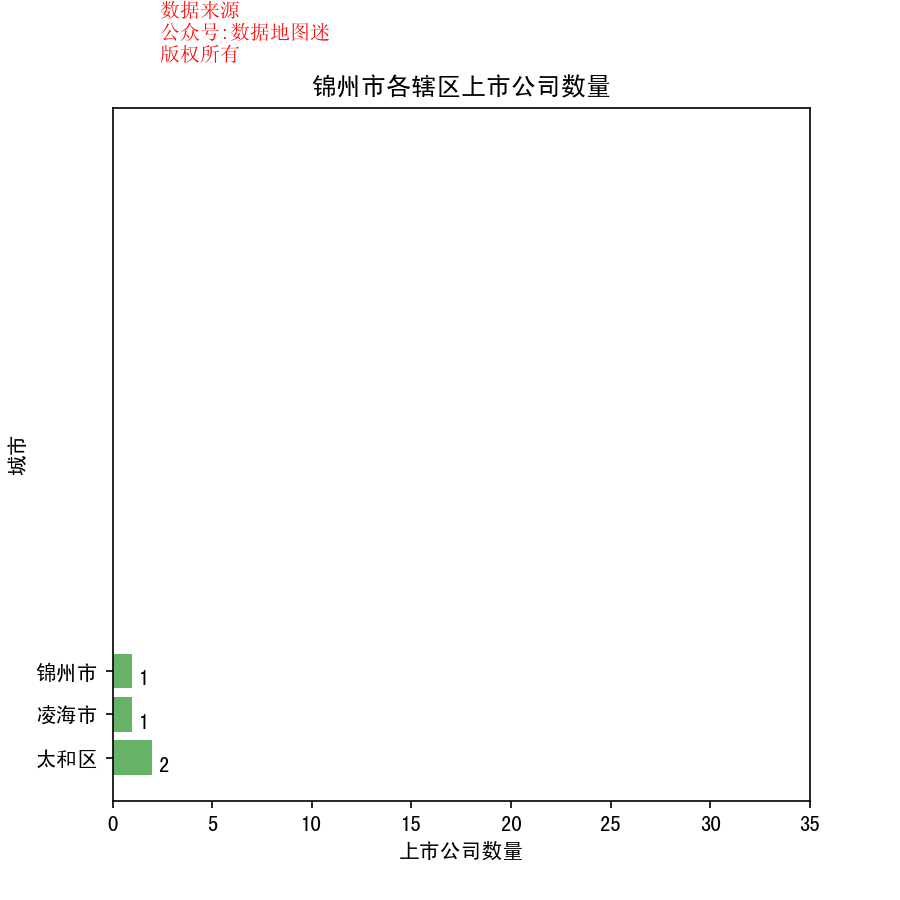 数据来源
公众号:数据地图迷
版权所有
锦州市各辖区上市公司数量
城市
锦州市
1
凌海市
1
太和区
2
0 5 10 15 20 25 30 35
上市公司数量